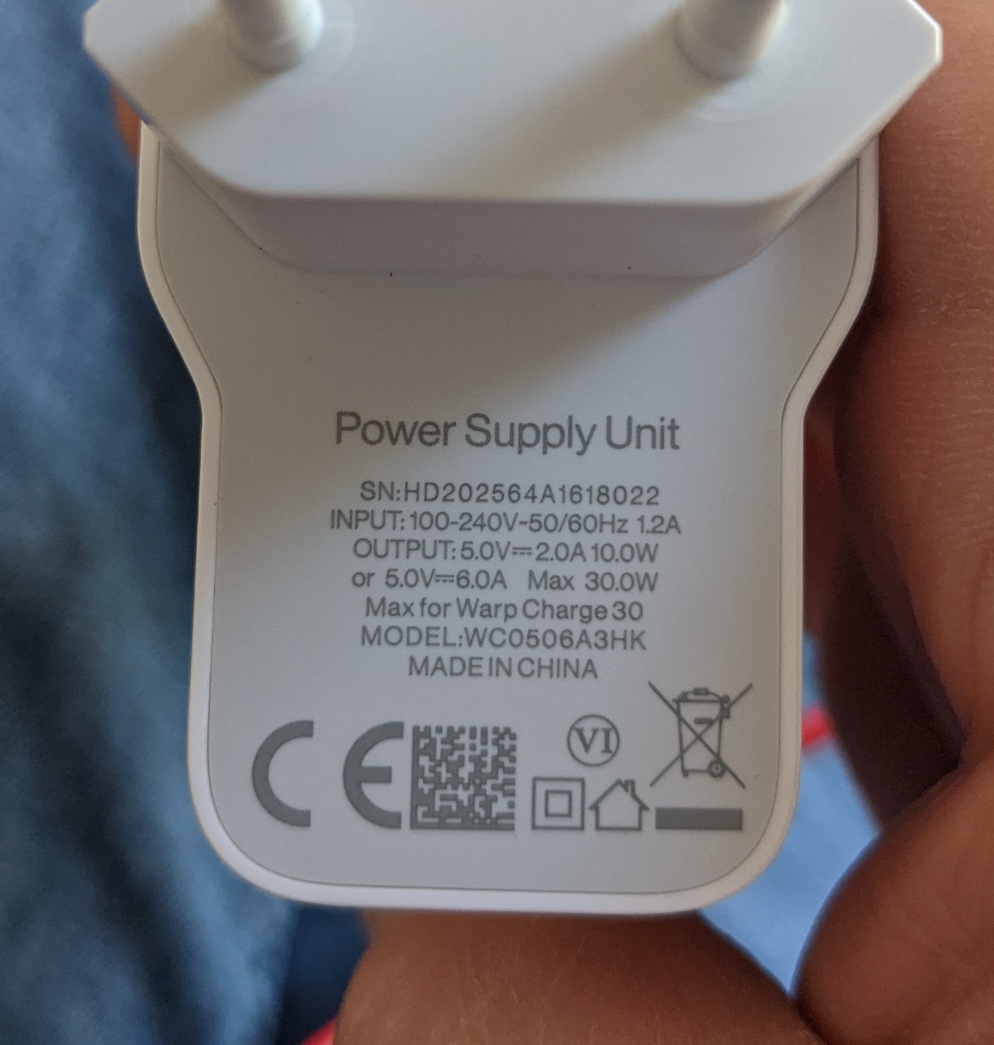 Power Supply Unit
SN:HD202564A1618022
INPUT:100-240V~50/60Hz 1.2A
OUTPUT:5.0V⎓2.0A 10.0W
or 5.0V⎓6.0A Max 30.0W
Max for Warp Charge 30
MODEL:WC0506A3HK
MADE IN CHINA
CE
VI